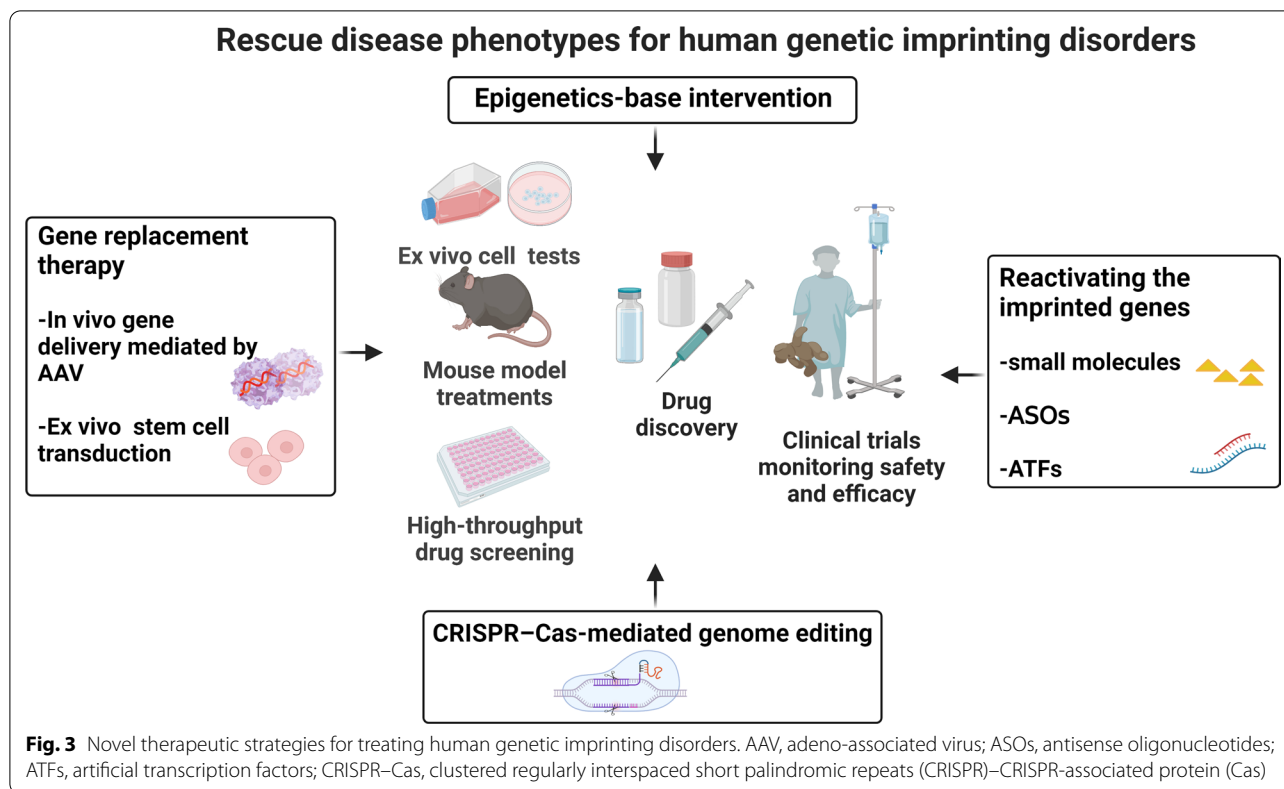 Rescue disease phenotypes for human genetic imprinting disorders
Epigenetics-base intervention
Gene replacement
therapy
-In vivo gene
delivery mediated by
AAV
-Ex vivo stem cell
transduction
Ex vivo cell tests
Mouse model
treatments
High-throughput
drug screening
Drug
discovery
Clinical trials
monitoring safety
and efficacy
Reactivating the
imprinted genes
-small molecules
-ASOs
-ATFs
CRISPR–Cas-mediated genome editing
Fig. 3 Novel therapeutic strategies for treating human genetic imprinting disorders. AAV, adeno-associated virus; ASOs, antisense oligonucleotides;
ATFs, artificial transcription factors; CRISPR–Cas, clustered regularly interspaced short palindromic repeats (CRISPR)–CRISPR-associated protein (Cas)